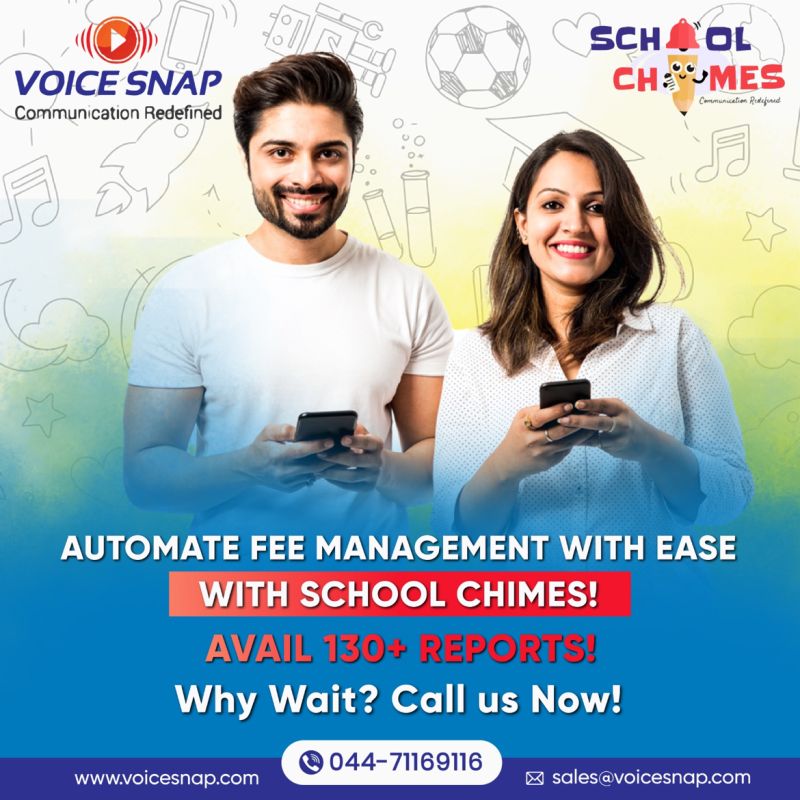 VOICE SNAP
Communication Redefined
SCHOOL
CHIMES
Communication Redefined
AUTOMATE FEE MANAGEMENT WITH EASE
WITH SCHOOL CHIMES!
AVAIL 130+ REPORTS!
Why Wait? Call us Now!
www.voicesnap.com
044-71169116
sales@voicesnap.com